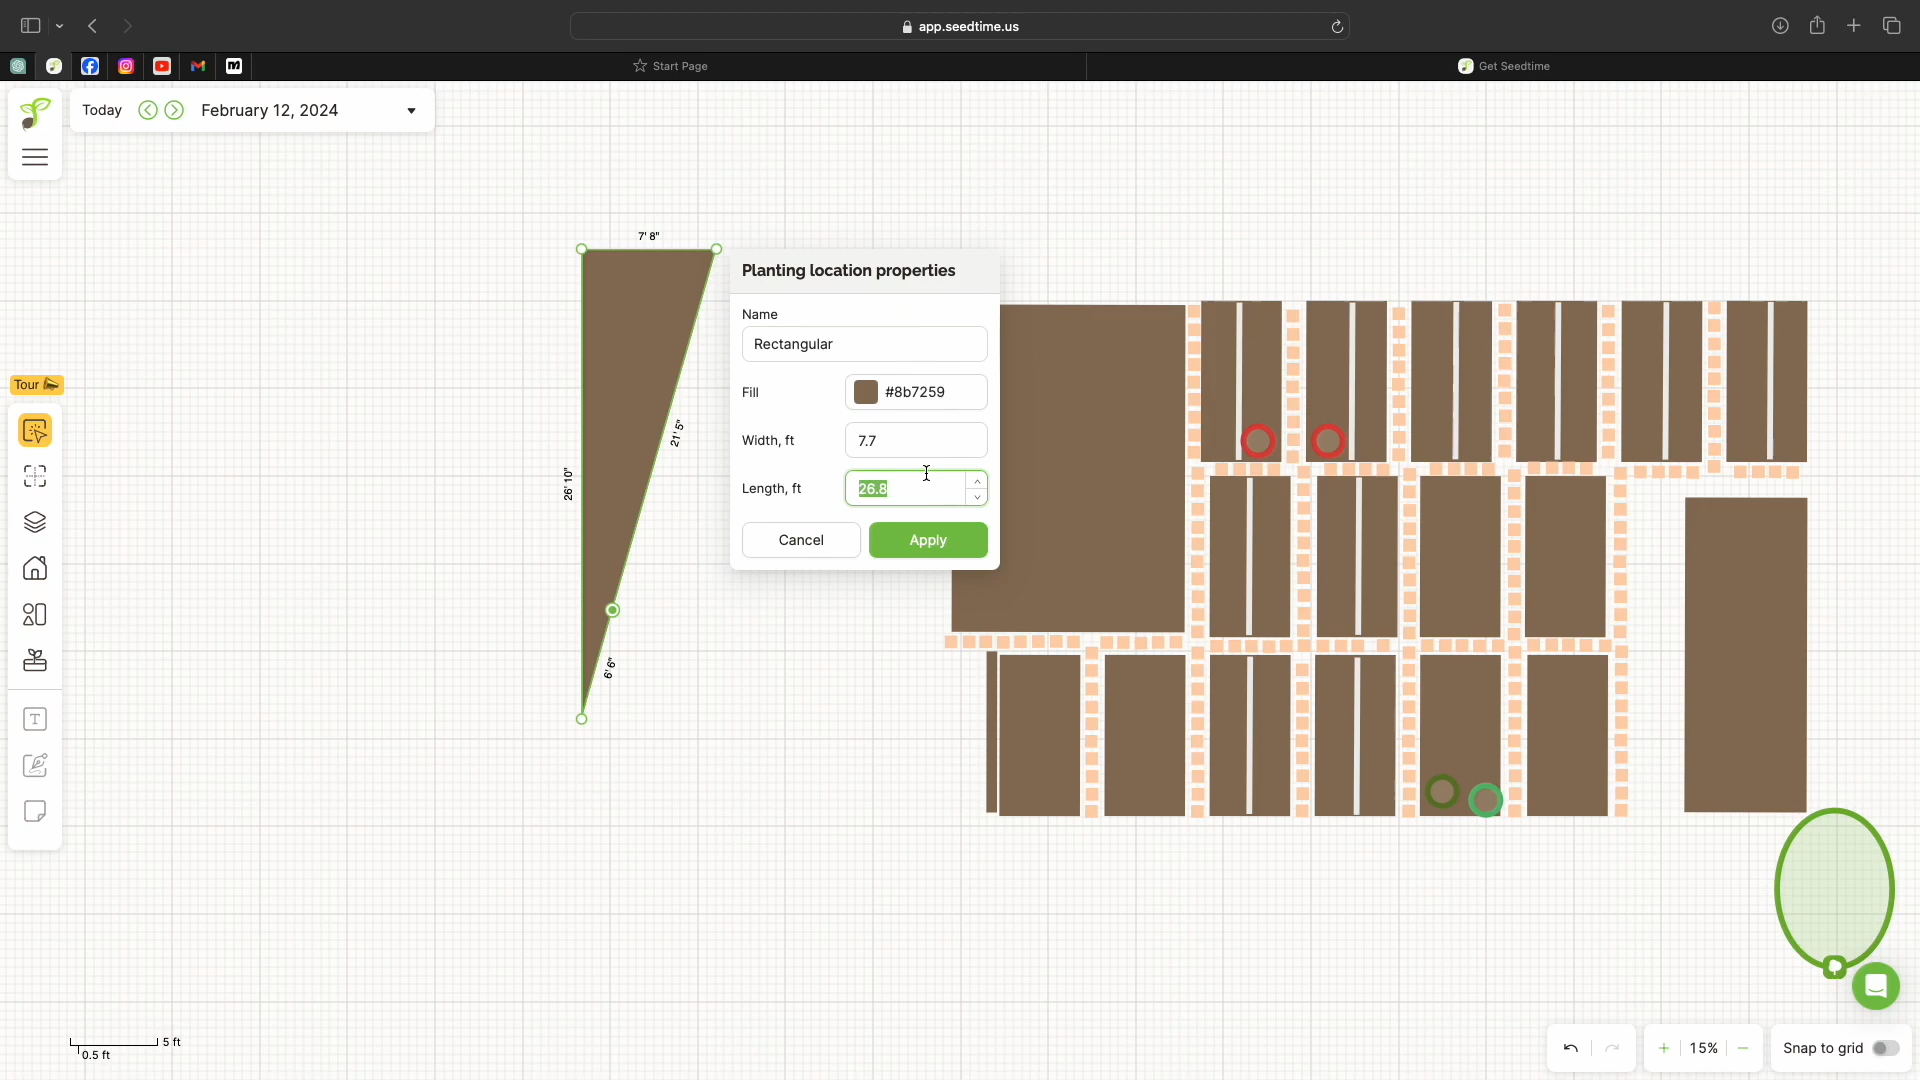 app.seedtime.us
Start Page
Get Seedtime
Today
February 12, 2024
7' 8"
Planting location properties
Name
Rectangular
Fill
#8b7259
Tour
Width, ft
7.7
21' 5"
26' 10"
Length, ft
26.8
Cancel
Apply
6' 6"
T
5 ft
0.5 ft
15%
Snap to grid